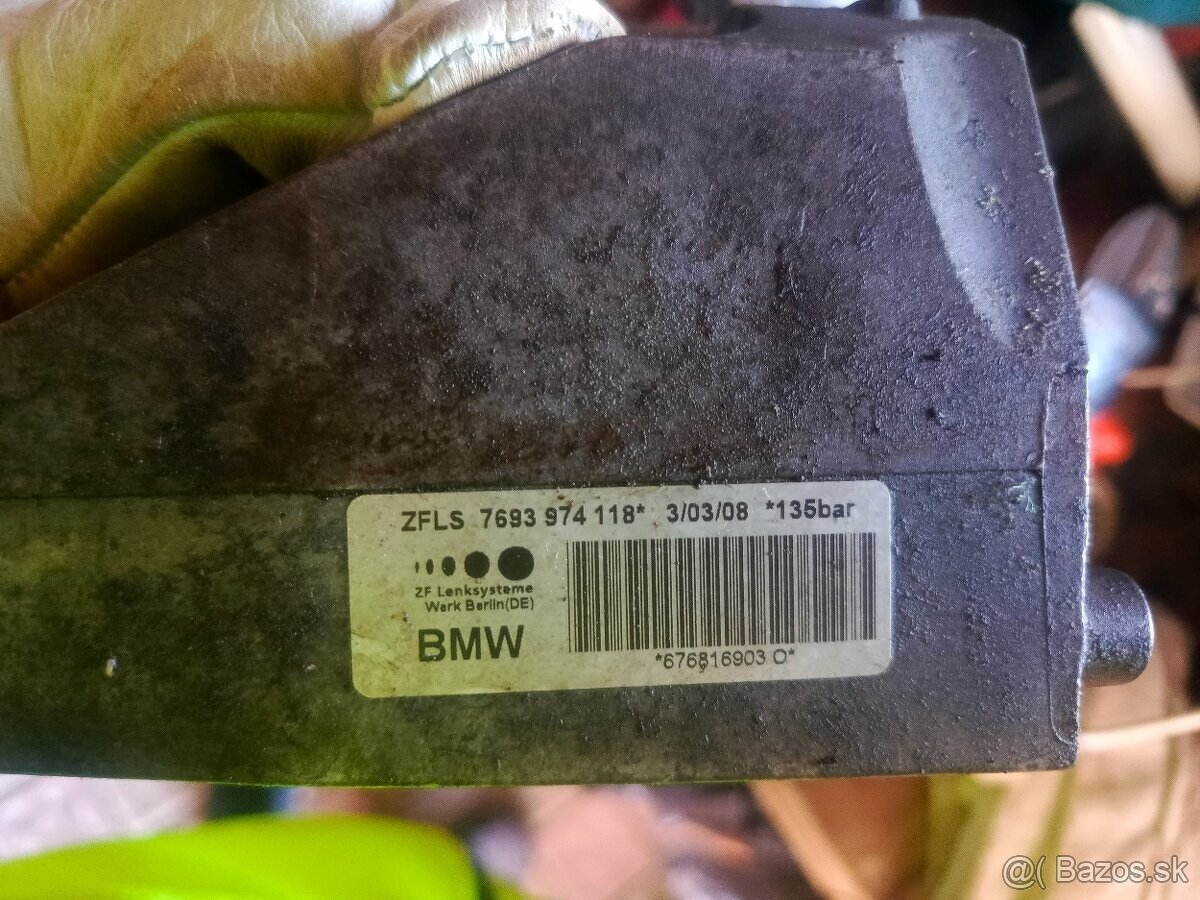 ZFLS 7693 974 118* 3/03/08 *135bar
ZF Lenksysteme
Werk Berlin(DE)
BMW
*676816903 O*
@( Bazos.sk